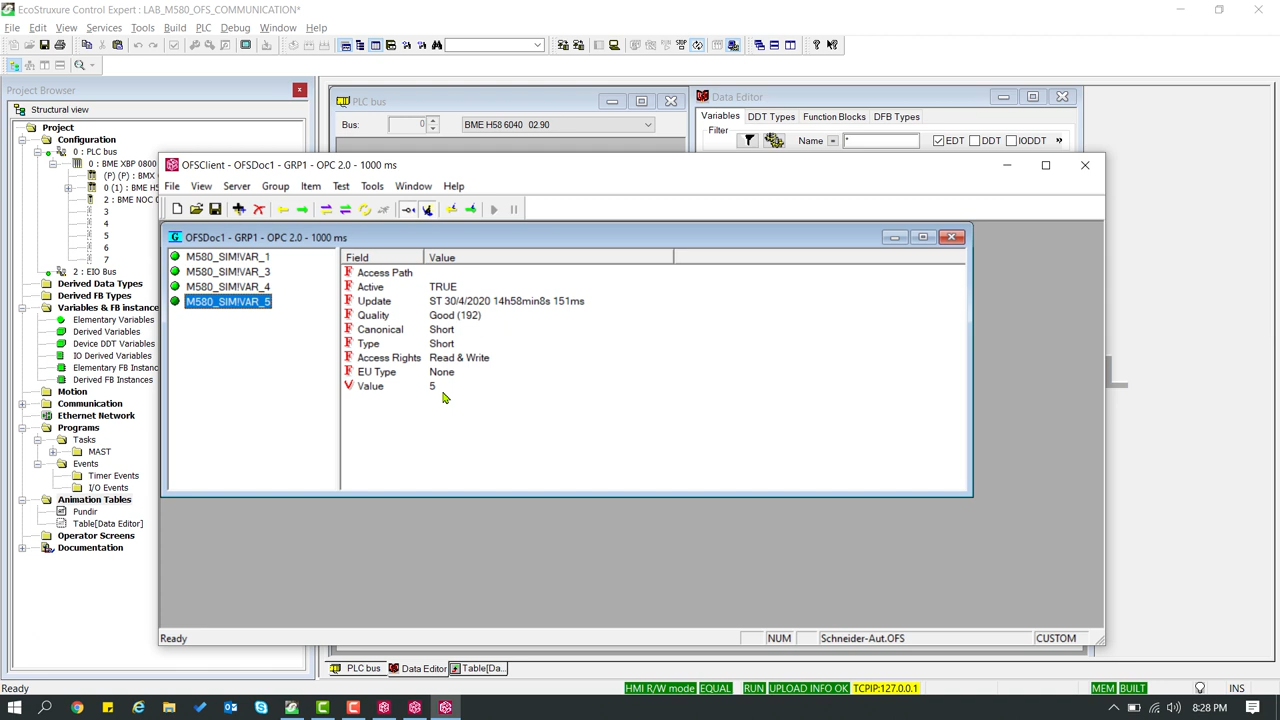 EcoStruxure Control Expert : LAB_M580_OFS_COMMUNICATION*
File Edit View Services Tools Build PLC Debug Window Help
Project Browser
Structural view
Project
Configuration
0 : PLC bus
0 : BME XBP 0800
(P) (P) : BMX
0 (1) : BME H5
2 : BME NOC 0
3
4
5
6
7
2 : EIO Bus
Derived Data Types
Derived FB Types
Variables & FB instance
Elementary Variables
Derived Variables
Device DDT Variables
IO Derived Variables
Elementary FB Instances
Derived FB Instances
Motion
Communication
Ethernet Network
Programs
Tasks
MAST
Events
Timer Events
I/O Events
Animation Tables
Pundir
Table[Data Editor]
Operator Screens
Documentation
PLC bus
Bus: 0 BME H58 6040 02.90
Data Editor
Variables DDT Types Function Blocks DFB Types
Filter
Name = * EDT DDT IODDT »
OFSClient - OFSDoc1 - GRP1 - OPC 2.0 - 1000 ms
File View Server Group Item Test Tools Window Help
OFSDoc1 - GRP1 - OPC 2.0 - 1000 ms
M580_SIM!VAR_1
M580_SIM!VAR_3
M580_SIM!VAR_4
M580_SIM!VAR_5
Field Value
Access Path
Active TRUE
Update ST 30/4/2020 14h58min8s 151ms
Quality Good (192)
Canonical Short
Type Short
Access Rights Read & Write
EU Type None
Value 5
Ready NUM Schneider-Aut.OFS CUSTOM
PLC bus Data Editor Table[Da...
Ready HMI R/W mode EQUAL RUN UPLOAD INFO OK TCPIP:127.0.0.1 MEM BUILT INS
8:28 PM